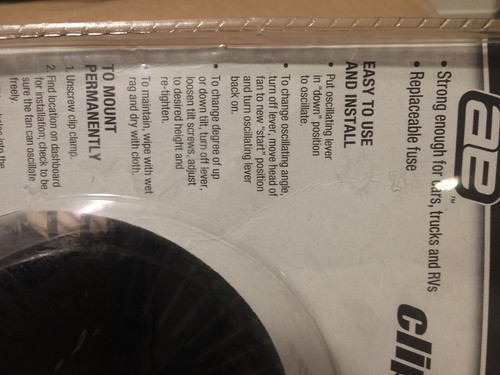 ae™
clip
• Strong enough for cars, trucks and RVs
• Replaceable fuse
EASY TO USE
AND INSTALL
• Put oscillating lever
in "down" position
to oscillate.
• To change oscillating angle,
turn off lever, move head of
fan to new "start" position
and turn oscillating lever
back on.
• To change degree of up
or down tilt, turn off lever,
loosen tilt screws, adjust
to desired height and
re-tighten.
• To maintain, wipe with wet
rag and dry with cloth.
TO MOUNT
PERMANENTLY
1. Unscrew clip clamp.
2. Find location on dashboard
for installation; check to be
sure the fan can oscillate
freely.
into the